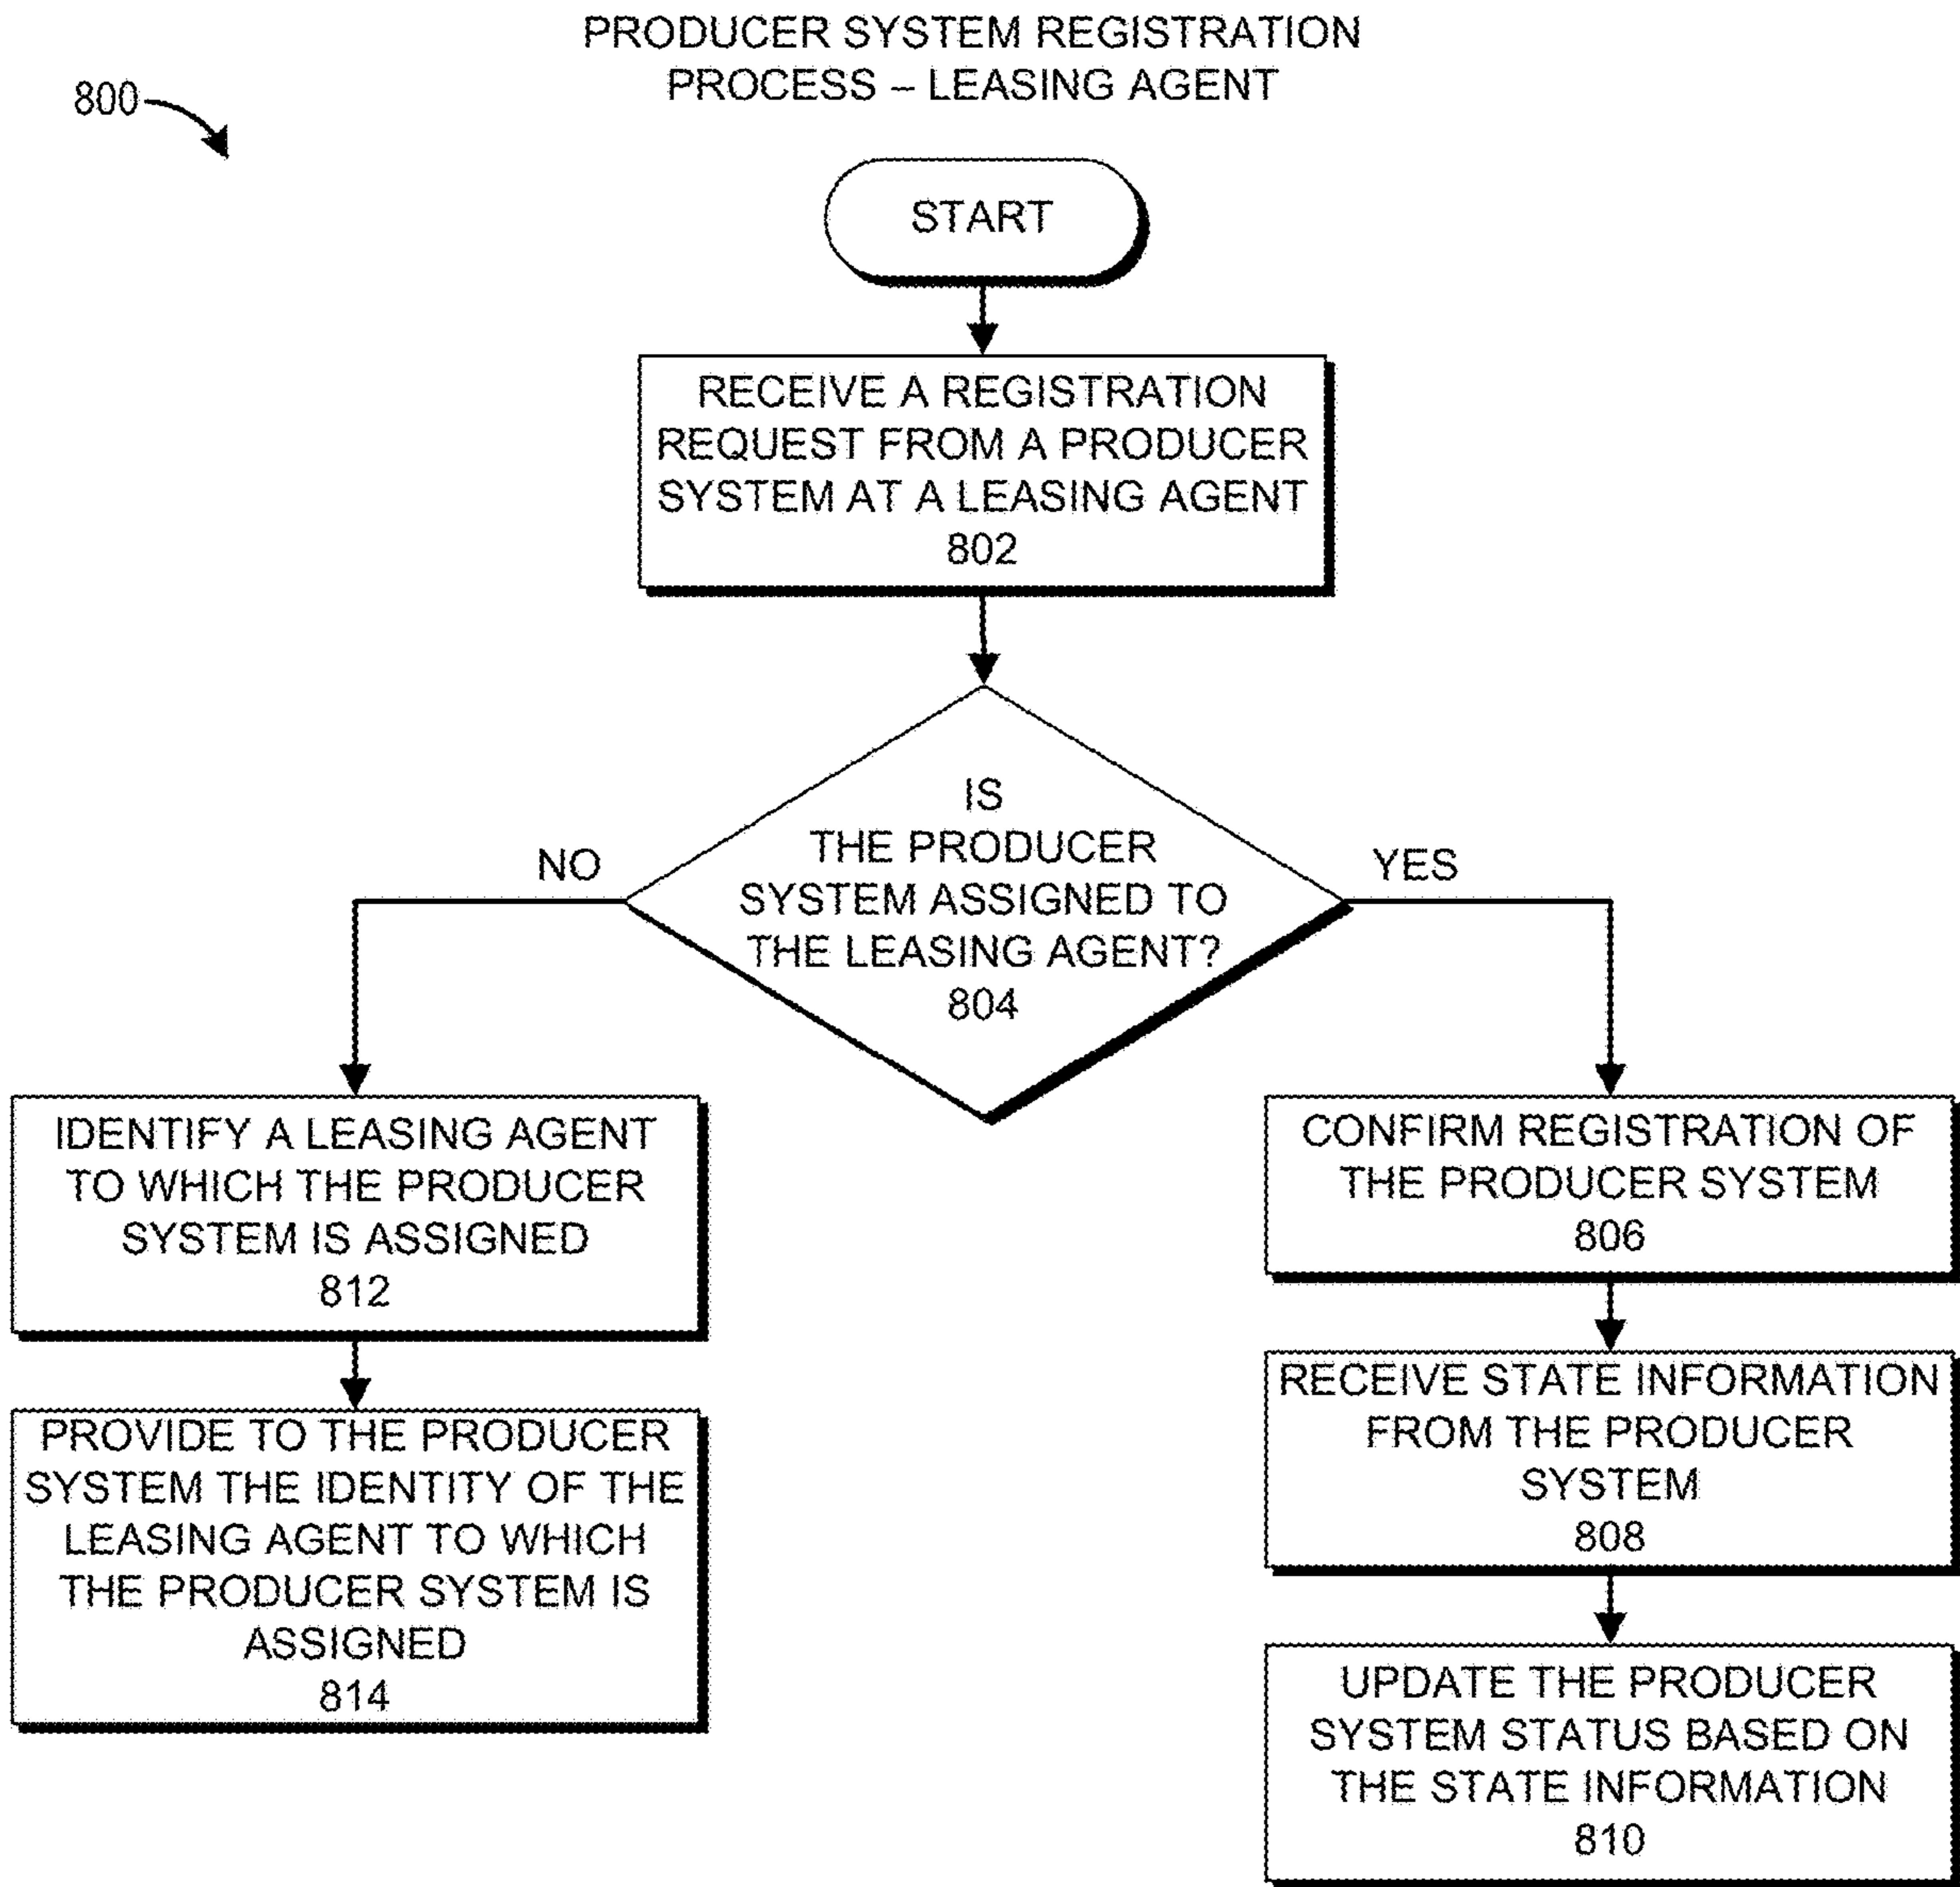 PRODUCER SYSTEM REGISTRATION
PROCESS – LEASING AGENT
800
START
RECEIVE A REGISTRATION
REQUEST FROM A PRODUCER
SYSTEM AT A LEASING AGENT
802
IS
THE PRODUCER
SYSTEM ASSIGNED TO
THE LEASING AGENT?
804
NO
YES
IDENTIFY A LEASING AGENT
TO WHICH THE PRODUCER
SYSTEM IS ASSIGNED
812
PROVIDE TO THE PRODUCER
SYSTEM THE IDENTITY OF THE
LEASING AGENT TO WHICH
THE PRODUCER SYSTEM IS
ASSIGNED
814
CONFIRM REGISTRATION OF
THE PRODUCER SYSTEM
806
RECEIVE STATE INFORMATION
FROM THE PRODUCER
SYSTEM
808
UPDATE THE PRODUCER
SYSTEM STATUS BASED ON
THE STATE INFORMATION
810